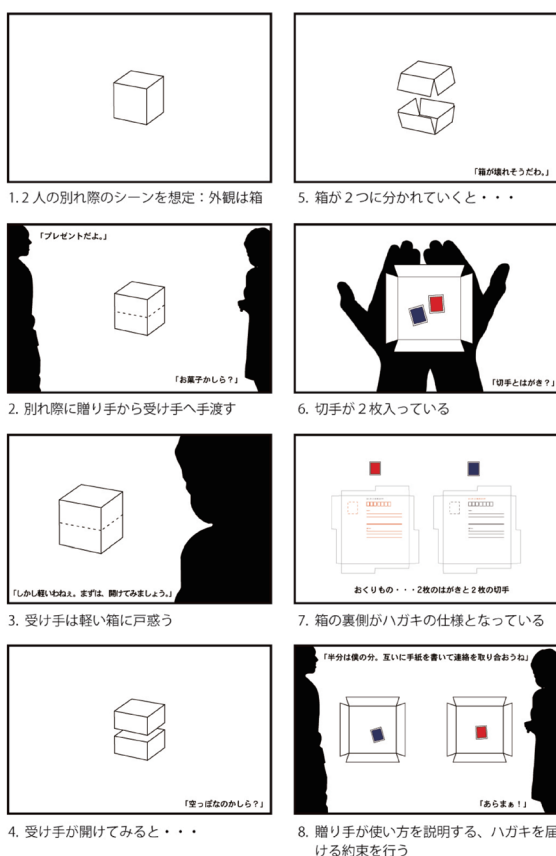 1. 2 人の別れ際のシーンを想定：外観は箱
「プレゼントだよ。」
「お菓子かしら？」
2. 別れ際に贈り手から受け手へ手渡す
「しかし軽いわねぇ。まずは、開けてみましょう。」
3. 受け手は軽い箱に戸惑う
「空っぽなのかしら？」
4. 受け手が開けてみると・・・
「箱が壊れそうだわ。」
5. 箱が 2 つに分かれていくと・・・
「切手とはがき？」
6. 切手が 2 枚入っている
おくりもの・・・2枚のはがきと 2 枚の切手
7. 箱の裏側がハガキの仕様となっている
「半分は僕の分。互いに手紙を書いて連絡を取り合おうね」
「あらまぁ！」
8. 贈り手が使い方を説明する、ハガキを届
ける約束を行う